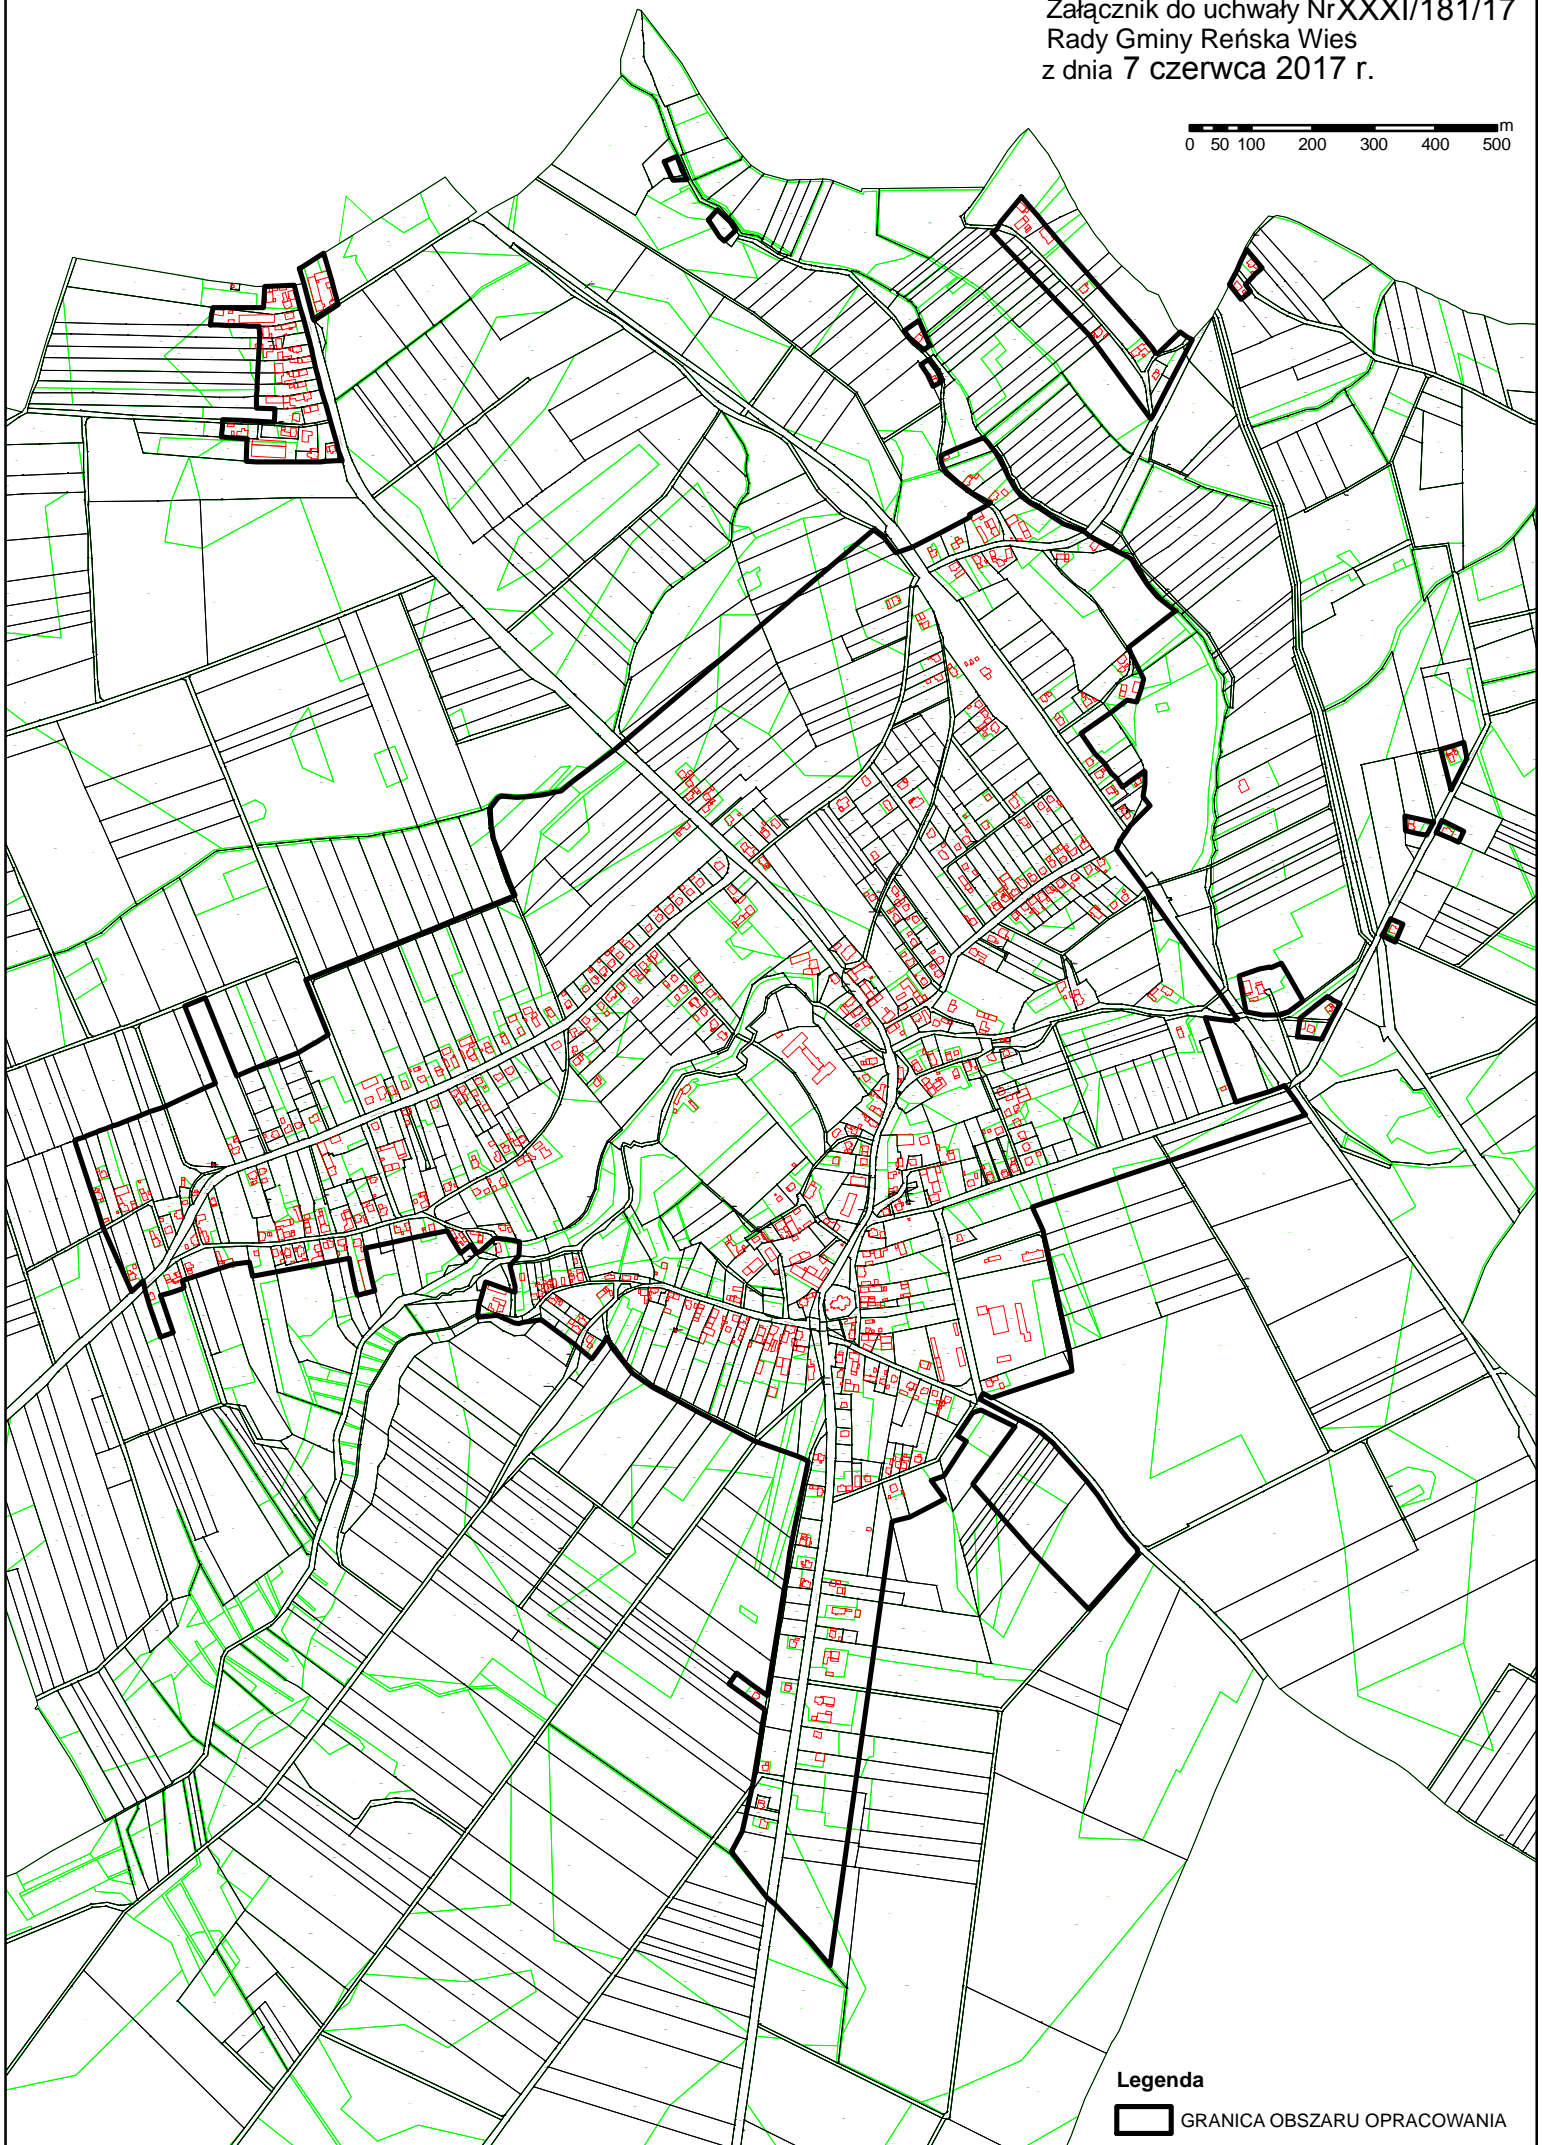 Załącznik do uchwały Nr XXXI/181/17
Rady Gminy Reńska Wieś
z dnia 7 czerwca 2017 r.
m
0 50 100 200 300 400 500
Legenda
GRANICA OBSZARU OPRACOWANIA